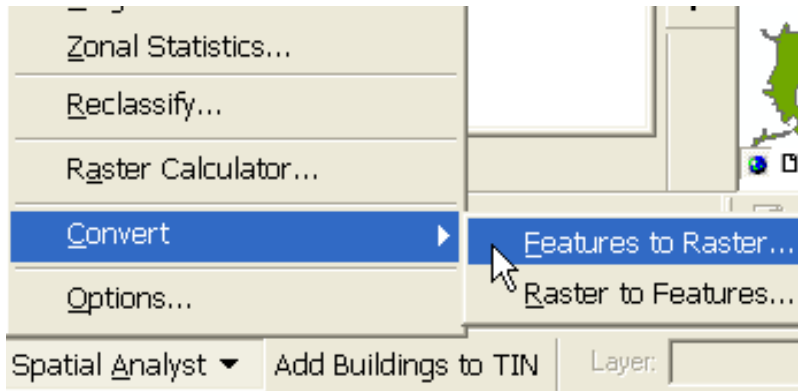 Zonal Statistics...
Reclassify...
Raster Calculator...
Convert
Features to Raster...
Options...
Raster to Features...
Spatial Analyst
Add Buildings to TIN
Layer: